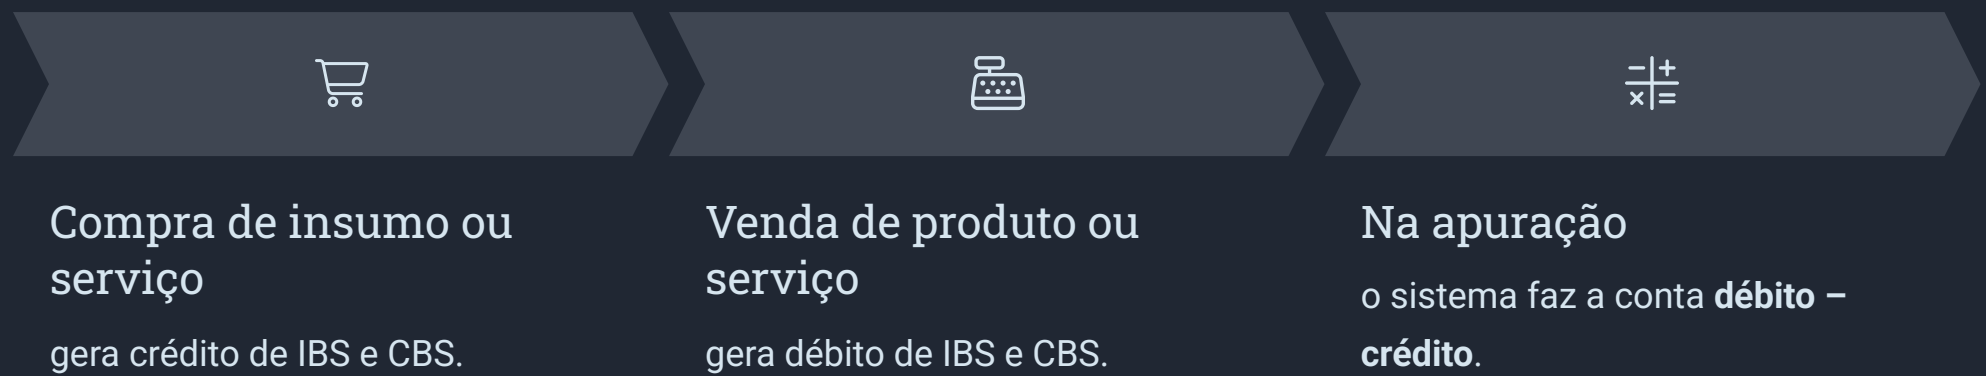 Compra de insumo ou
serviço
gera crédito de IBS e CBS.
Venda de produto ou
serviço
gera débito de IBS e CBS.
Na apuração
o sistema faz a conta débito –
crédito.